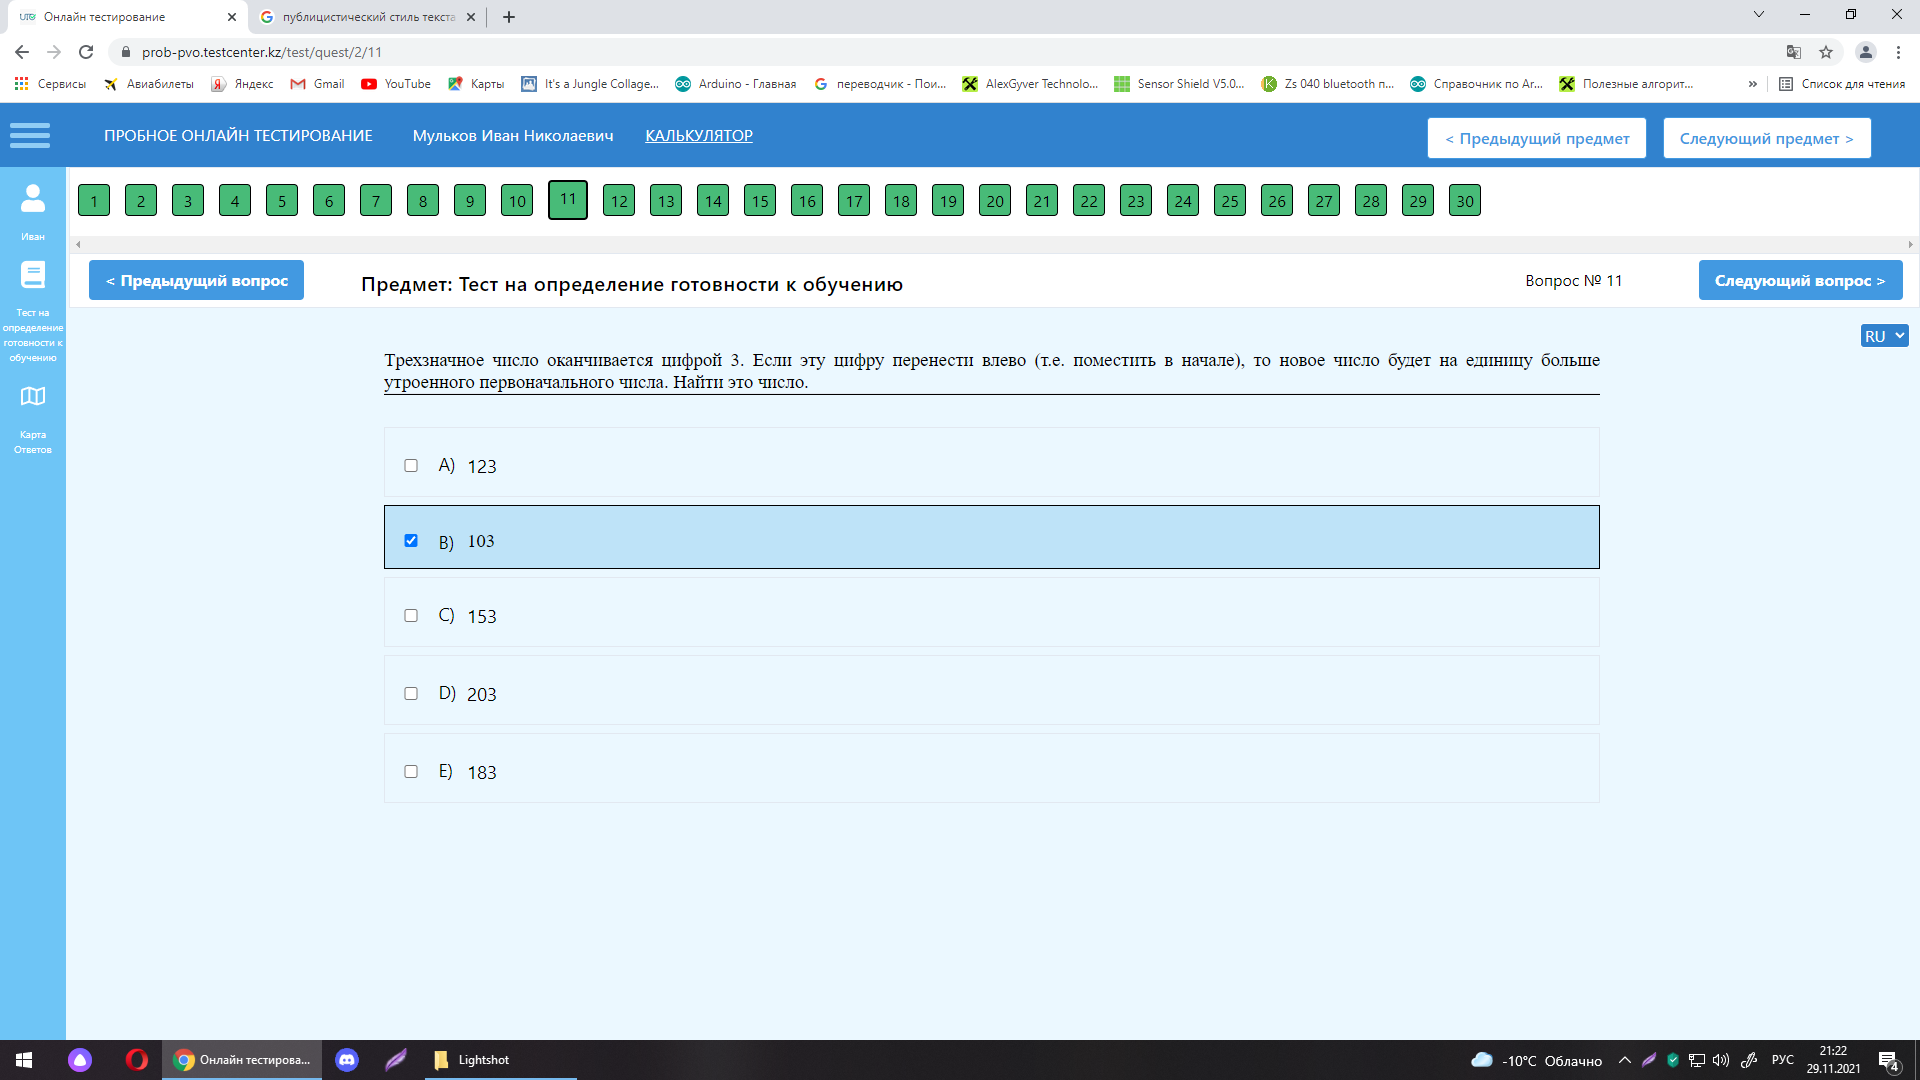 Онлайн тестирование
публицистический стиль текста
prob-pvo.testcenter.kz/test/quest/2/11
Сервисы Авиабилеты Яндекс Gmail YouTube Карты It's a Jungle Collage... Arduino - Главная переводчик - Пои... AlexGyver Technolo... Sensor Shield V5.0... Zs 040 bluetooth п... Справочник по Ar... Полезные алгорит... » Список для чтения
ПРОБНОЕ ОНЛАЙН ТЕСТИРОВАНИЕ Мульков Иван Николаевич КАЛЬКУЛЯТОР < Предыдущий предмет Следующий предмет >
1 2 3 4 5 6 7 8 9 10 11 12 13 14 15 16 17 18 19 20 21 22 23 24 25 26 27 28 29 30
Иван
Тест на
определение
готовности к
обучению
Карта
Ответов
< Предыдущий вопрос Предмет: Тест на определение готовности к обучению Вопрос № 11 Следующий вопрос >
RU
Трехзначное число оканчивается цифрой 3. Если эту цифру перенести влево (т.е. поместить в начале), то новое число будет на единицу больше
утроенного первоначального числа. Найти это число.
A) 123
B) 103
C) 153
D) 203
E) 183
Онлайн тестирова... Lightshot -10°C Облачно РУС 21:22
29.11.2021 4